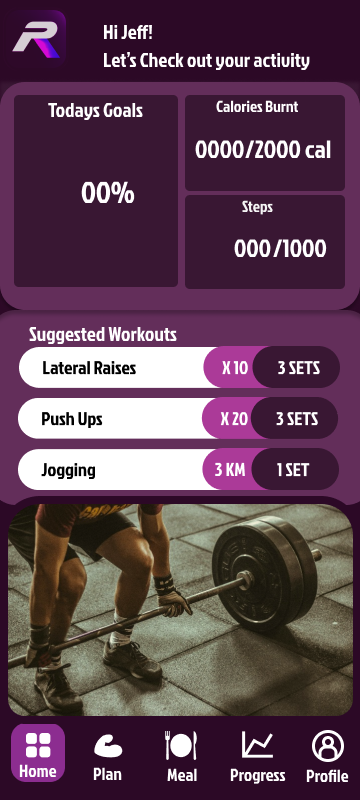 Hi Jeff!
Let's Check out your activity
Todays Goals
00%
Calories Burnt
0000/2000 cal
Steps
000/1000
Suggested Workouts
Lateral Raises X 10 3 SETS
Push Ups X 20 3 SETS
Jogging 3 KM 1 SET
Home Plan Meal Progress Profile